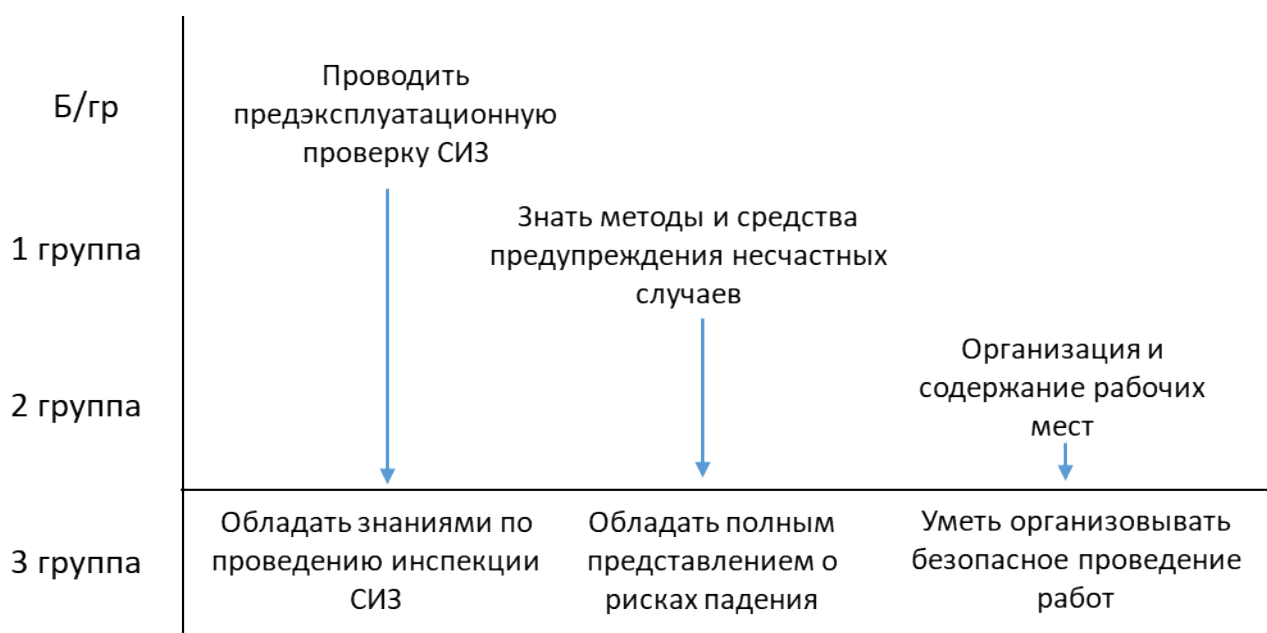 Б/гр
Проводить
предэксплуатационную
проверку СИЗ
1 группа
Знать методы и средства
предупреждения несчастных
случаев
2 группа
Организация и
содержание рабочих
мест
3 группа
Обладать знаниями по
проведению инспекции
СИЗ
Обладать полным
представлением о
рисках падения
Уметь организовывать
безопасное проведение
работ